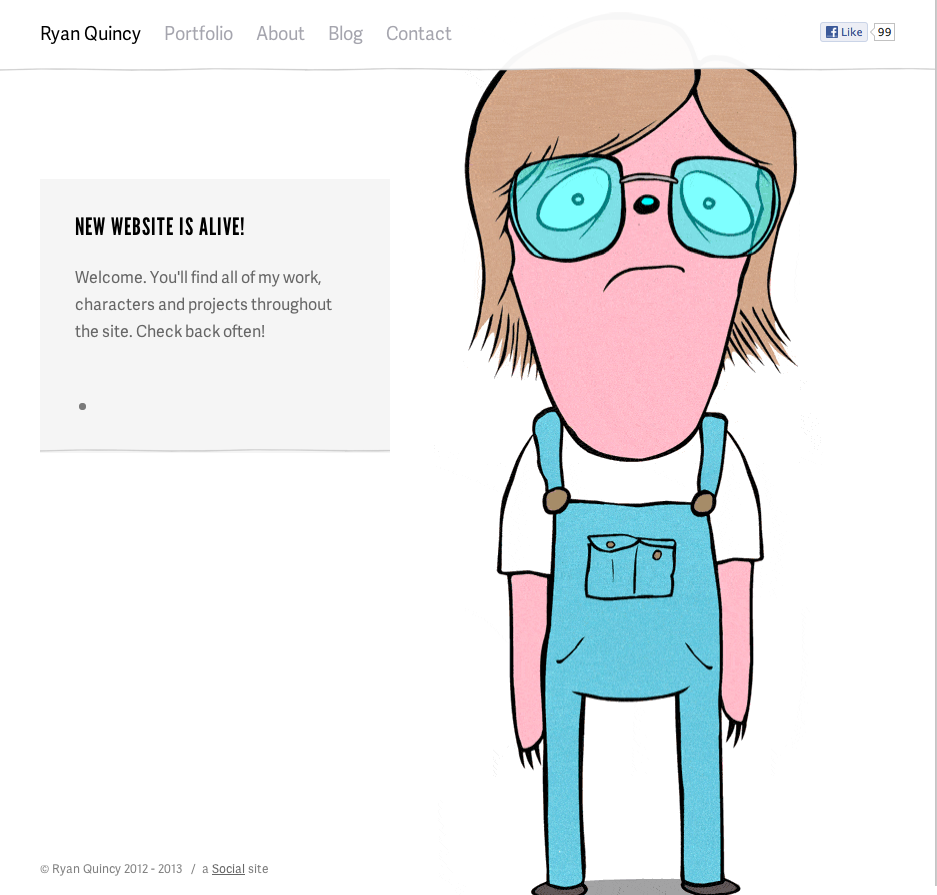 Ryan Quincy Portfolio About Blog Contact Like 99
NEW WEBSITE IS ALIVE!
Welcome. You'll find all of my work,
characters and projects throughout
the site. Check back often!
© Ryan Quincy 2012 - 2013 / a Social site